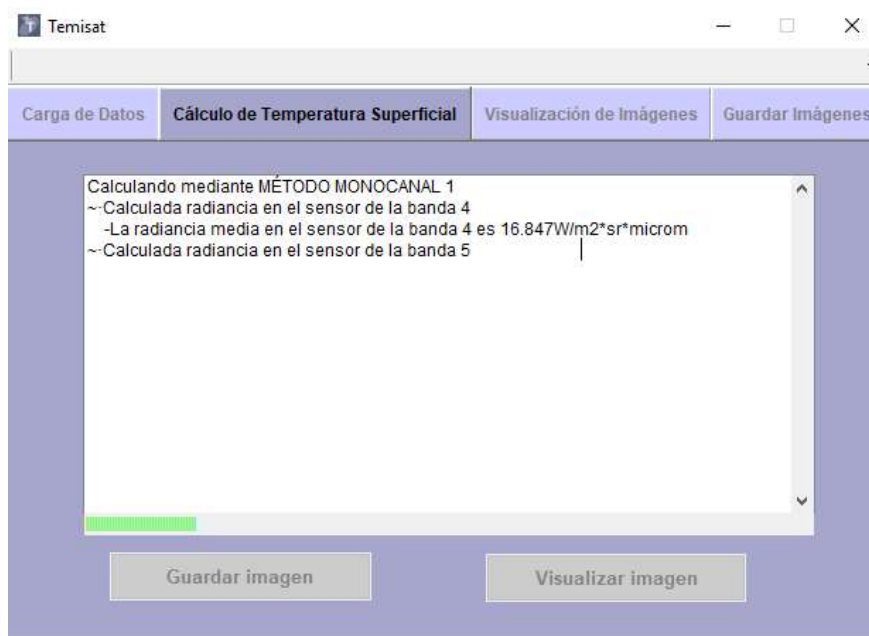 Temisat
Carga de Datos
Cálculo de Temperatura Superficial
Visualización de Imágenes
Guardar Imágenes
Calculando mediante MÉTODO MONOCANAL 1
~-Calculada radiancia en el sensor de la banda 4
-La radiancia media en el sensor de la banda 4 es 16.847W/m2*sr*microm
~-Calculada radiancia en el sensor de la banda 5
Guardar imagen
Visualizar imagen